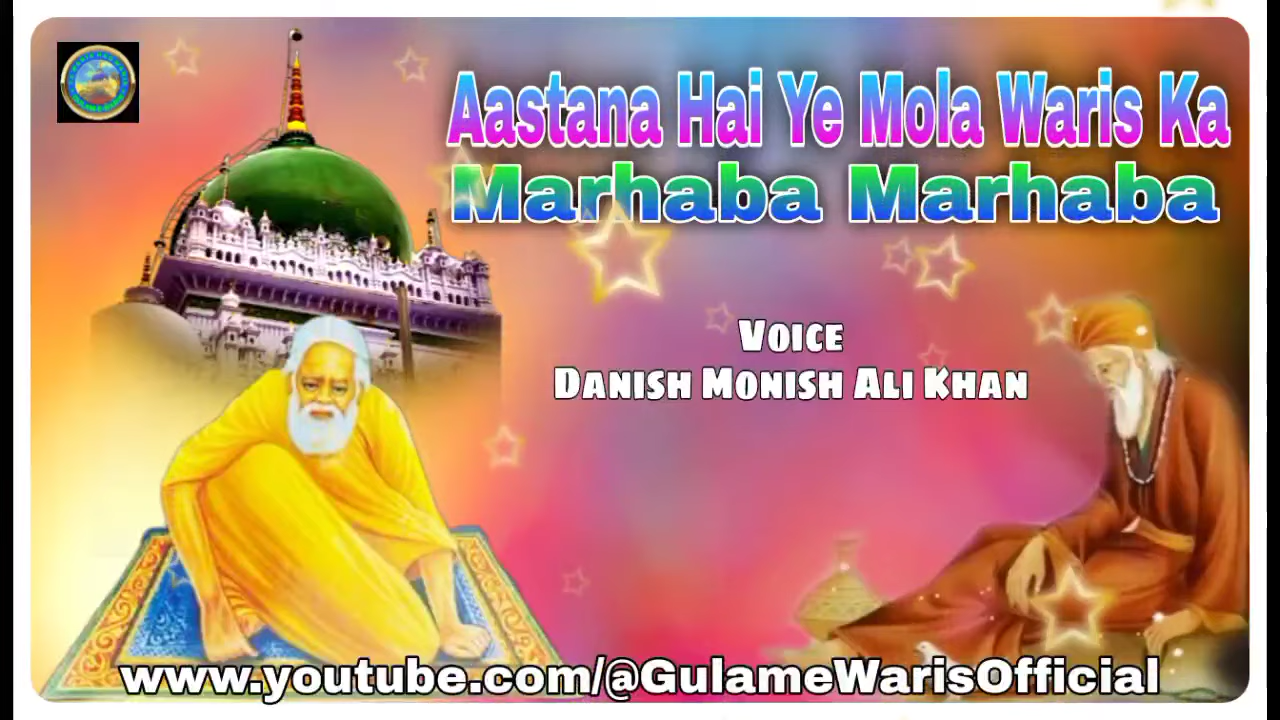 Aastana Hai Ye Mola Waris Ka
Marhaba Marhaba
Voice
Danish Monish Ali Khan
www.youtube.com/@GulameWarisOfficial